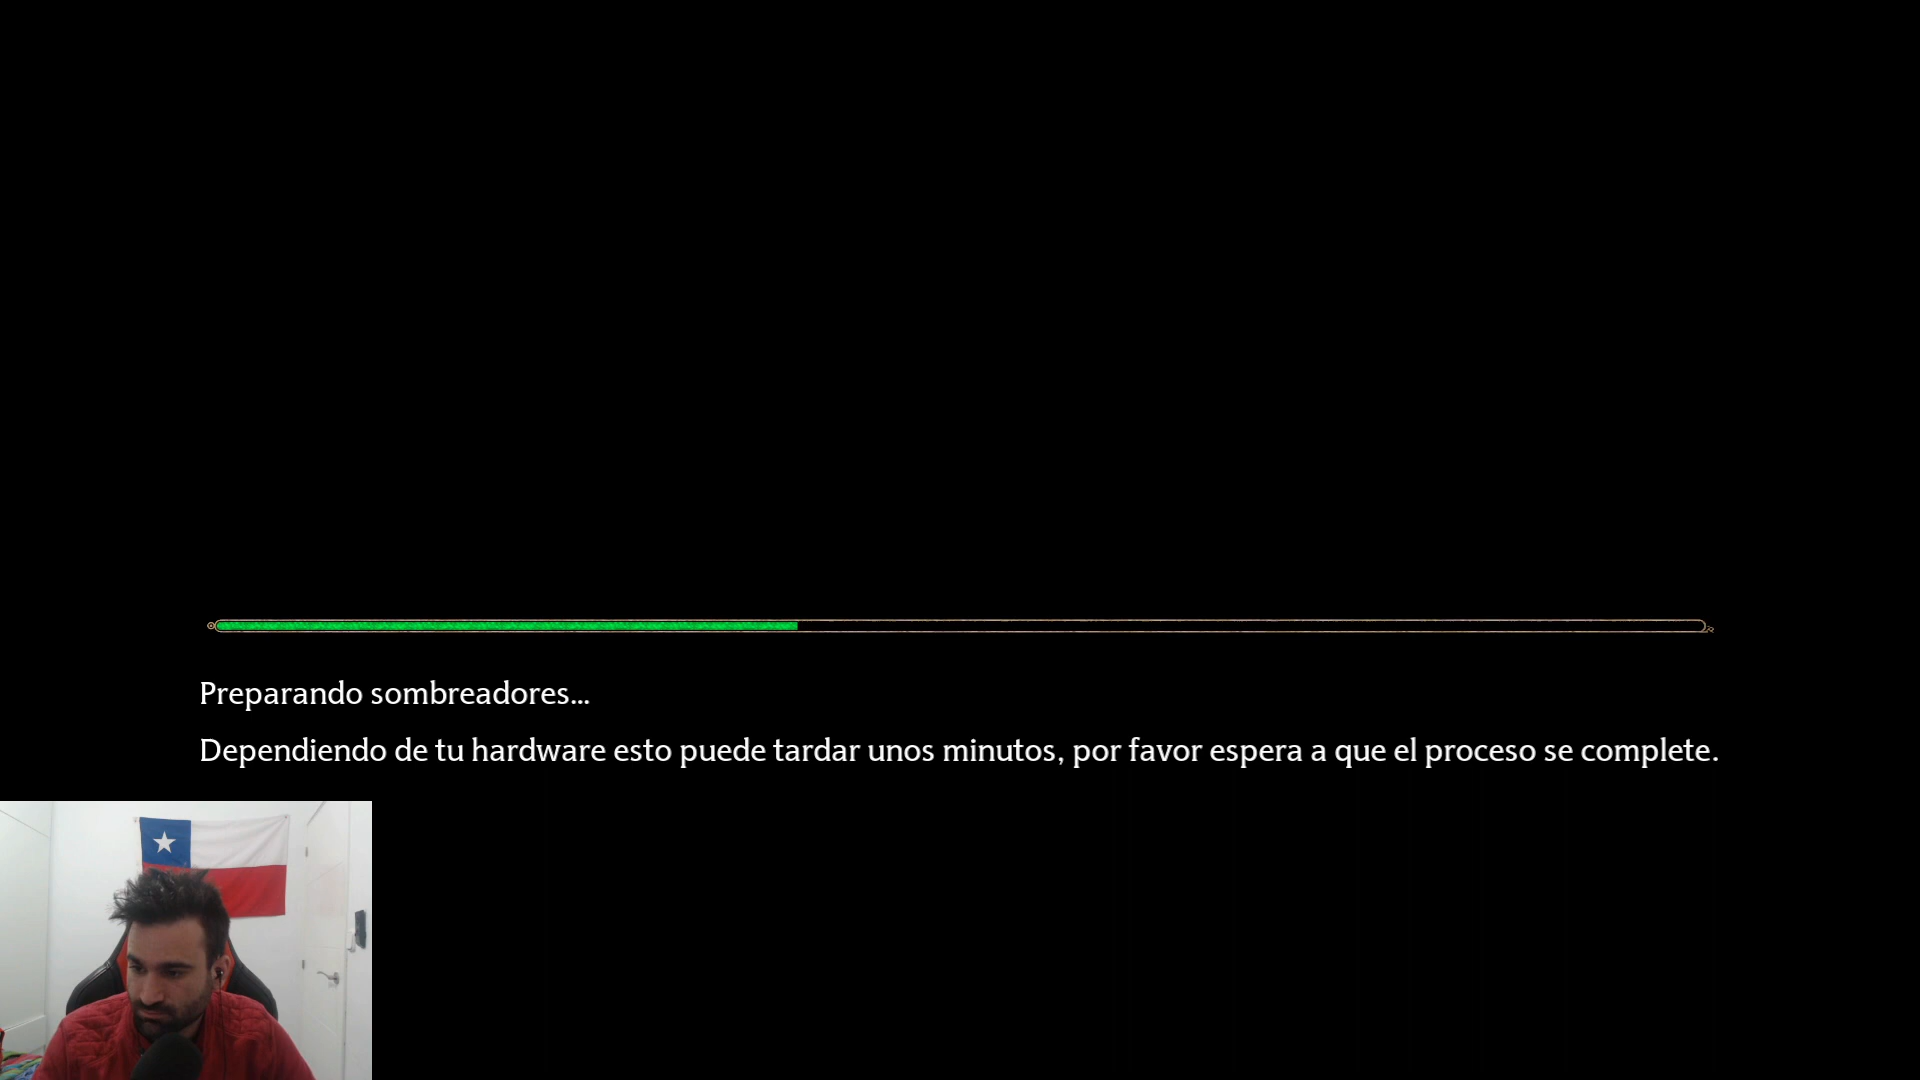 Preparando sombreadores...
Dependiendo de tu hardware esto puede tardar unos minutos, por favor espera a que el proceso se complete.